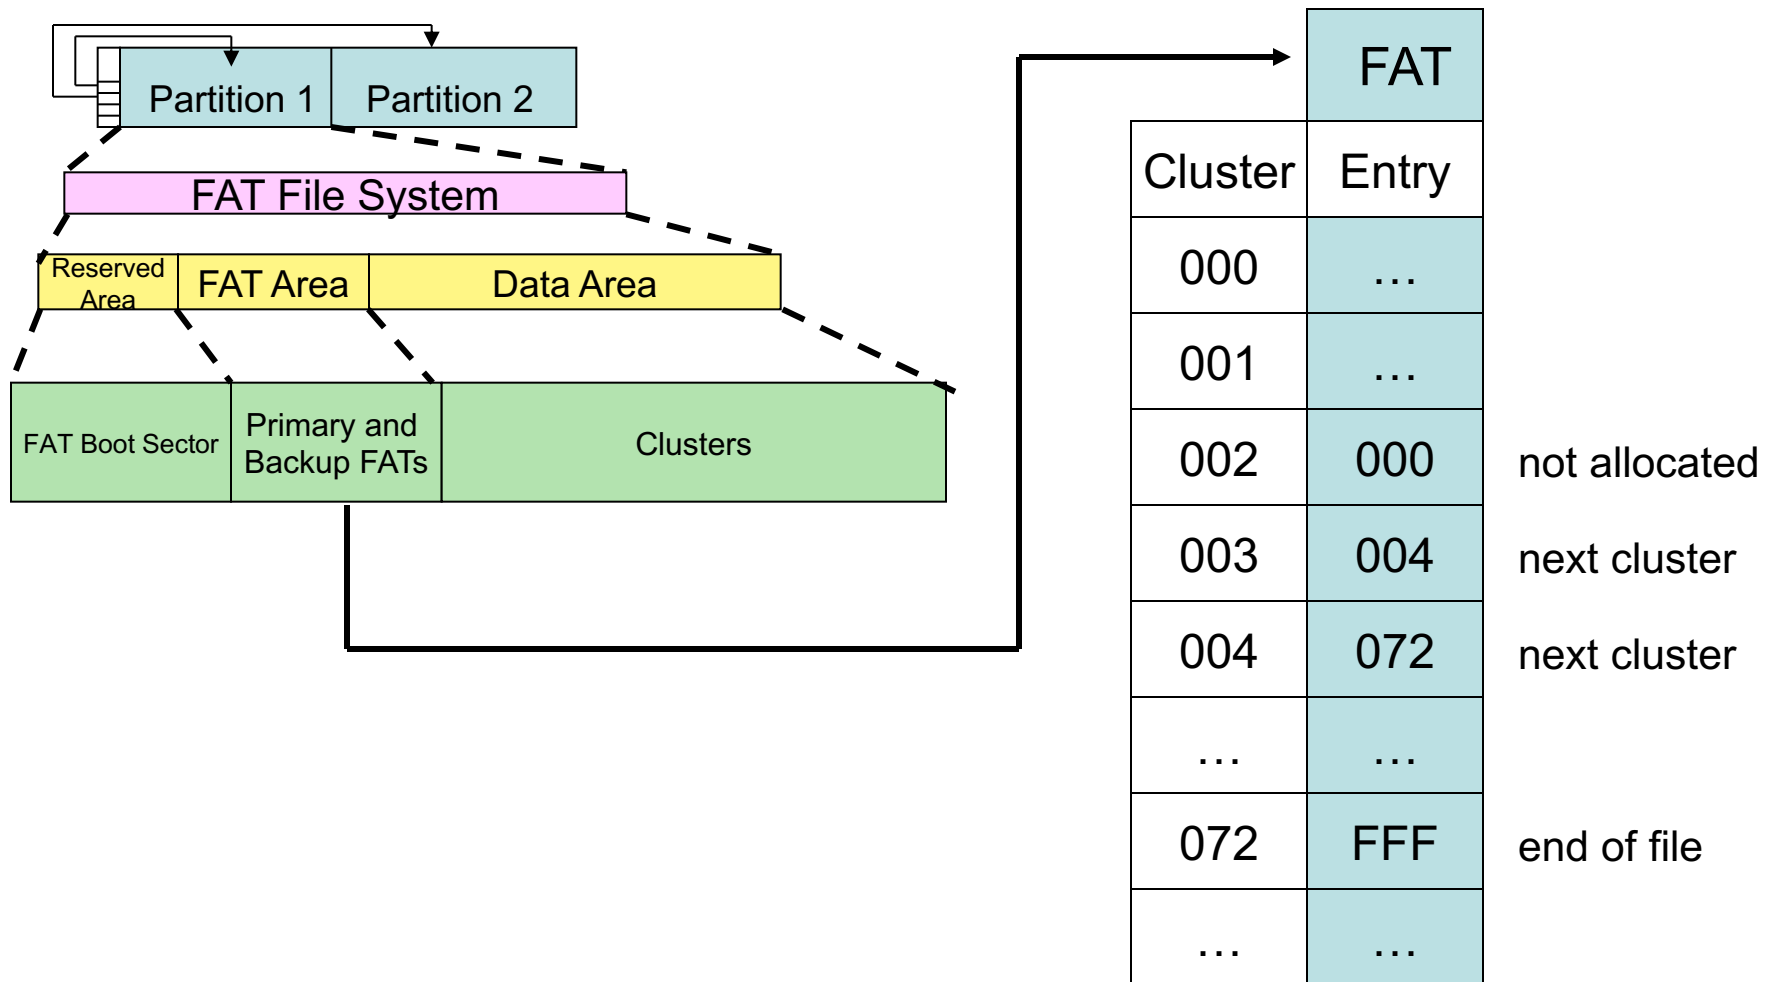 Partition 1 Partition 2
FAT File System
Reserved
Area
FAT Area
Data Area
FAT Boot Sector
Primary and
Backup FATs
Clusters
FAT
Cluster Entry
000 …
001 …
002 000 not allocated
003 004 next cluster
004 072 next cluster
… …
072 FFF end of file
… …